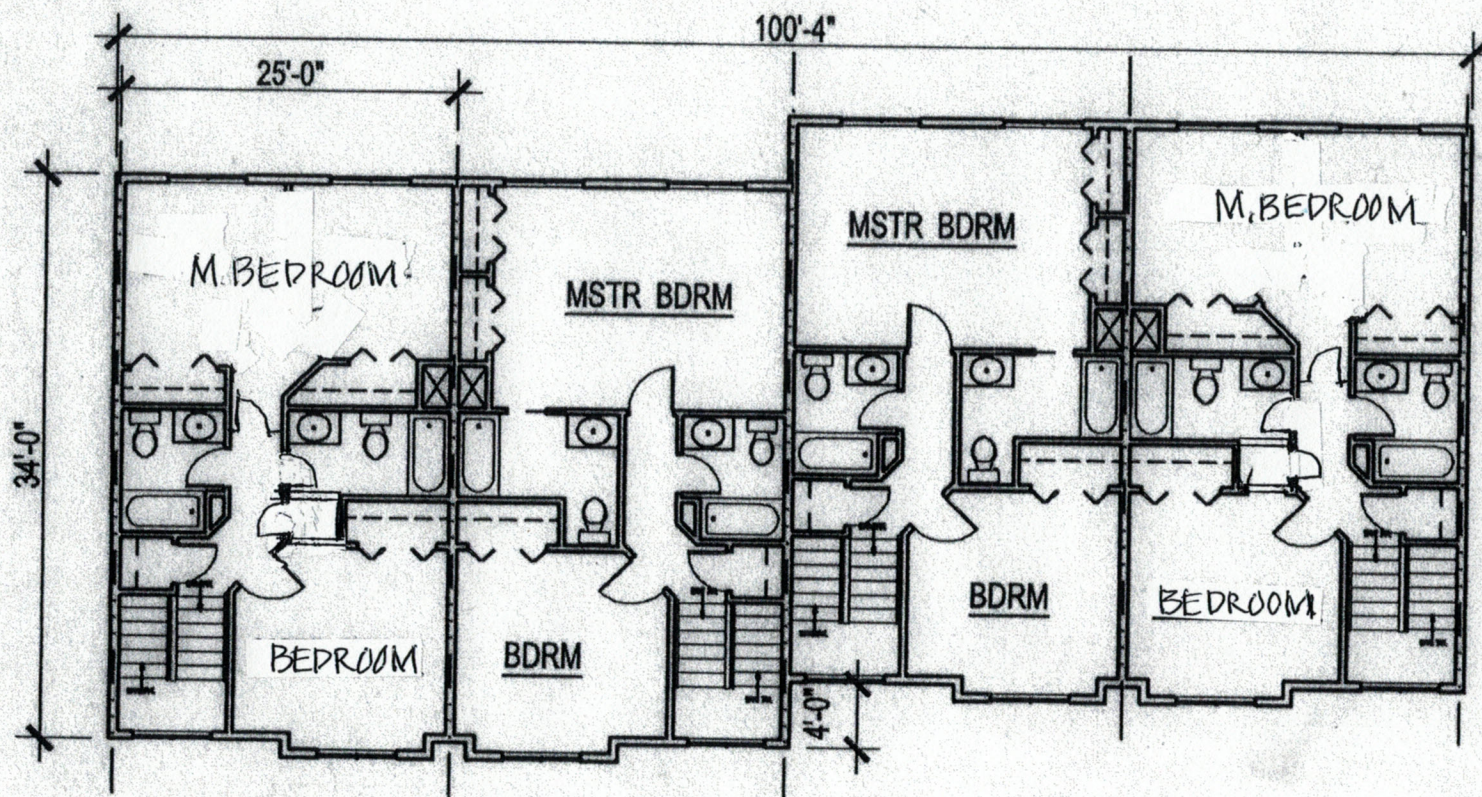 100'-4"
25'-0"
M. BEDROOM
MSTR BDRM
MSTR BDRM
M. BEDROOM
34'-0"
BEDROOM
BDRM
BDRM
BEDROOM
4'-0"